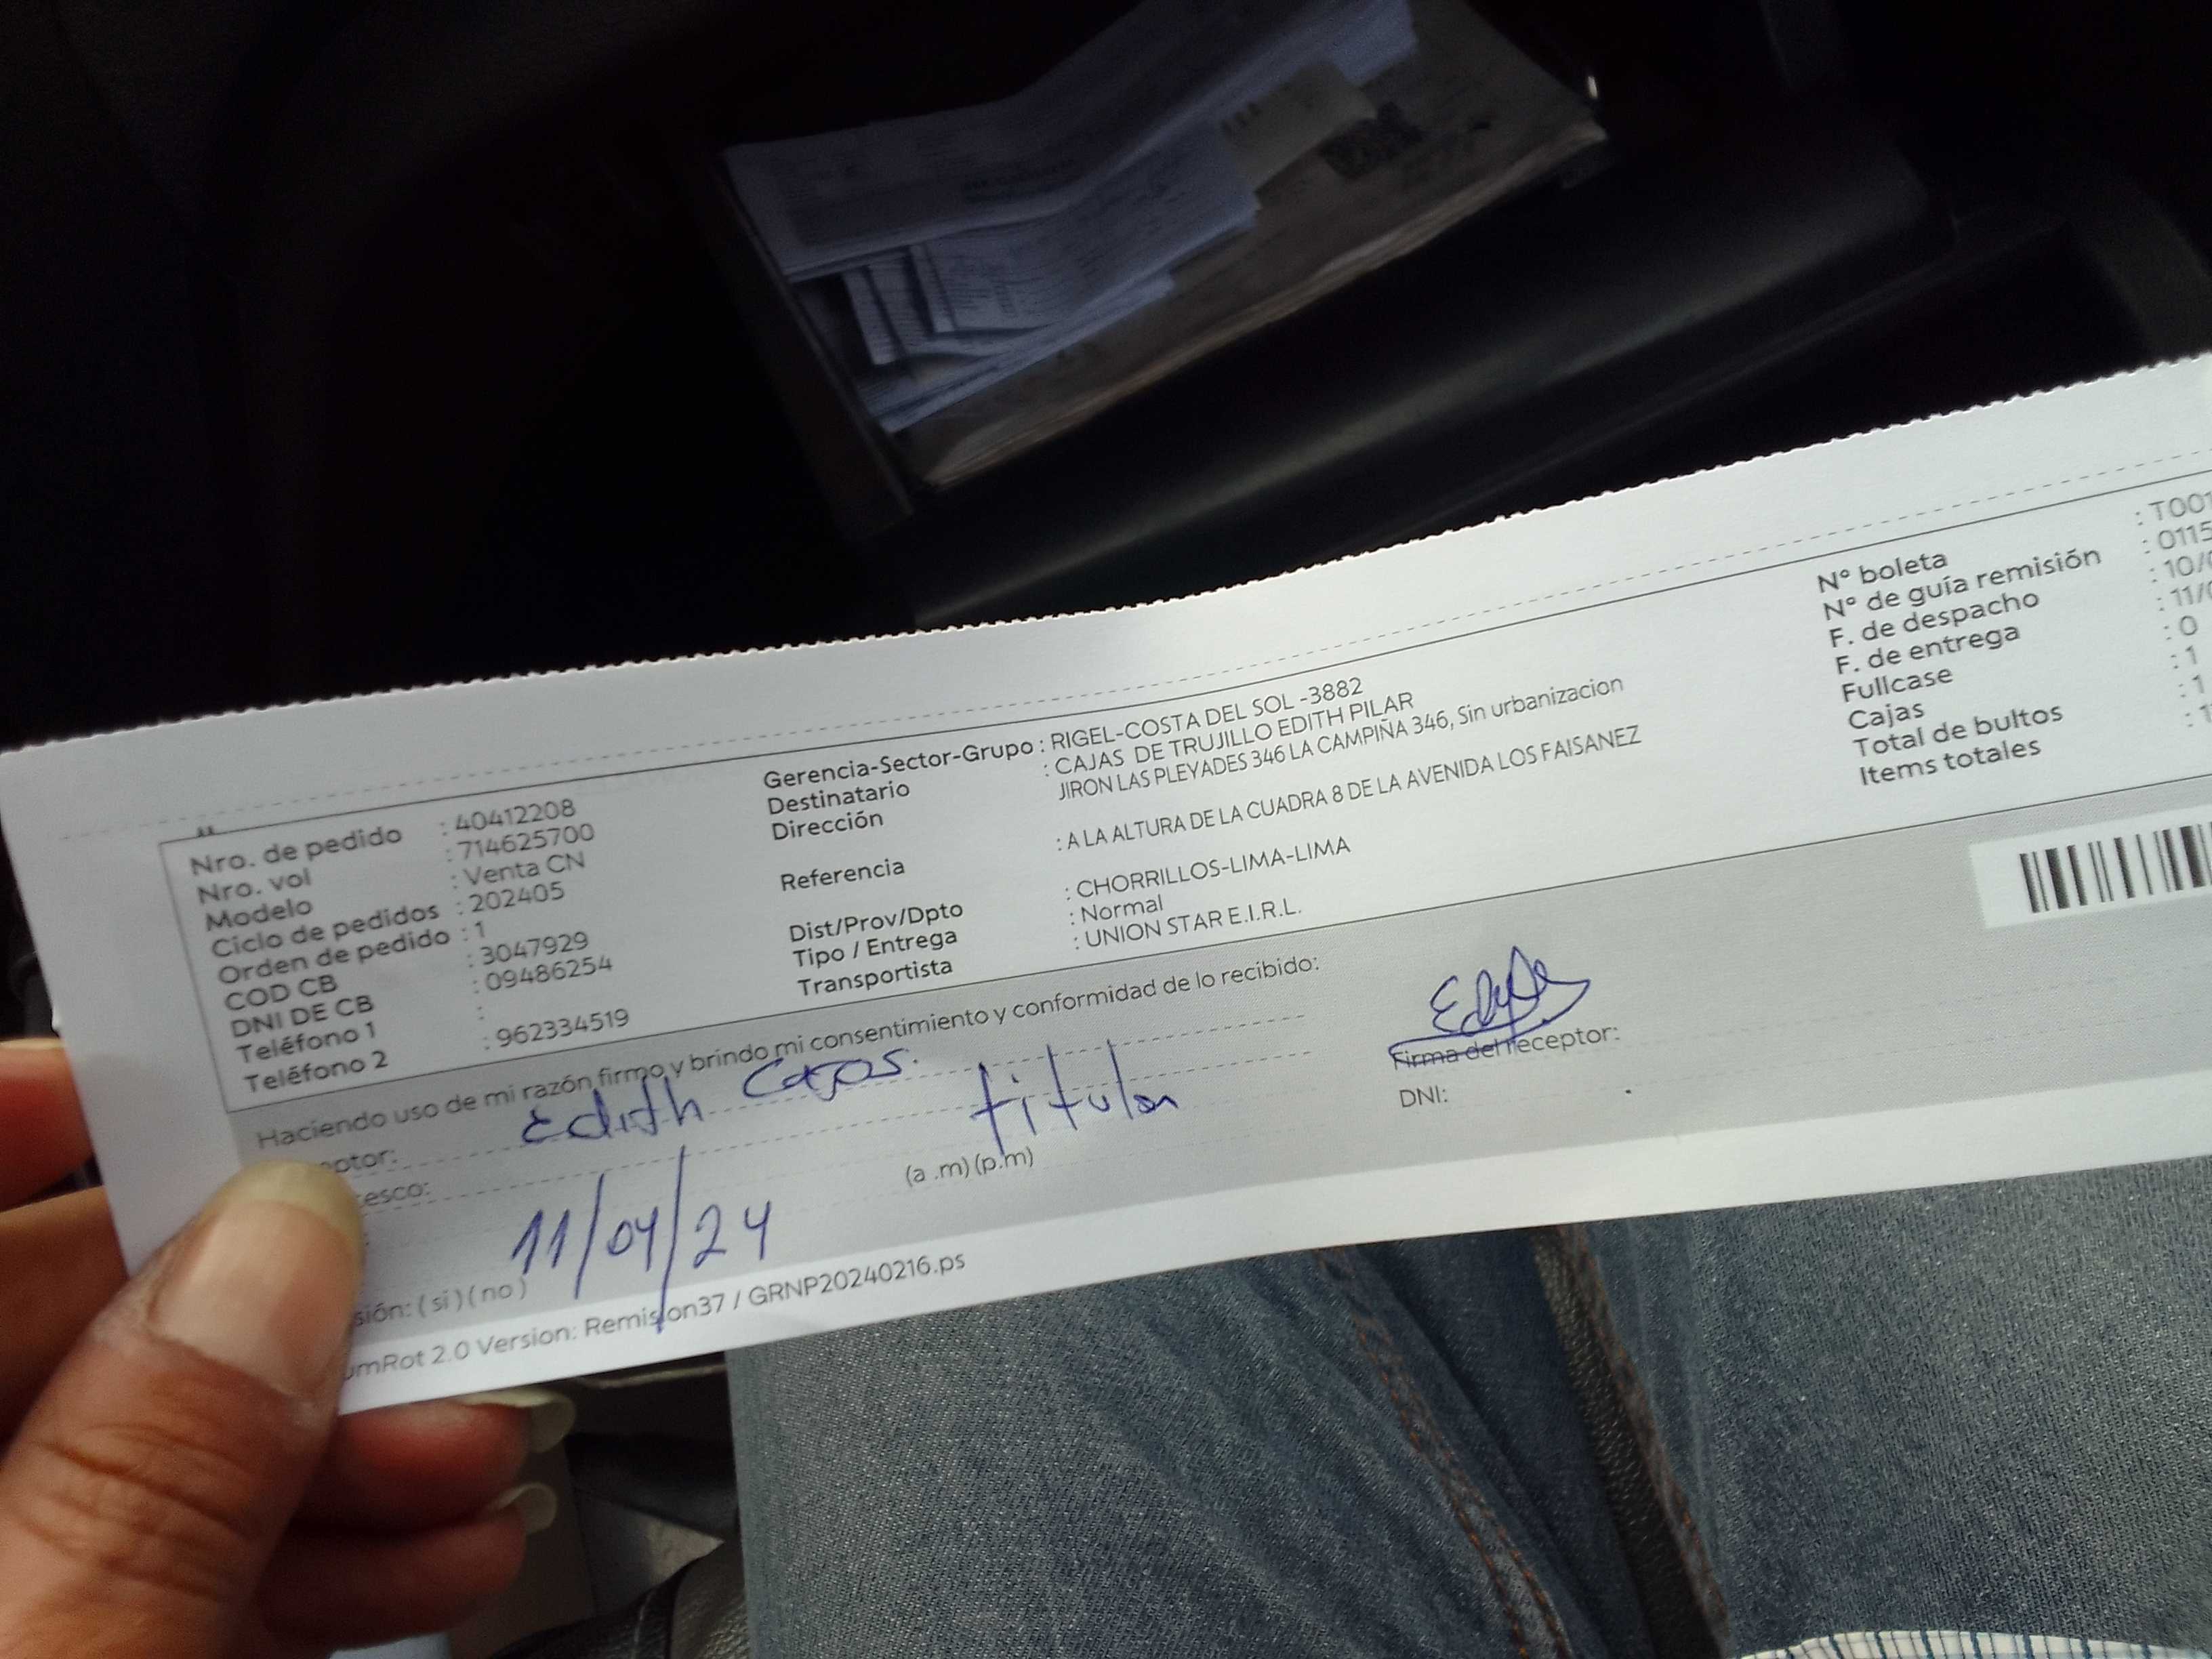 Nro. de pedido : 40412208
Nro. vol : 714625700
Modelo : Venta CN
Ciclo de pedidos : 202405
Orden de pedido : 1
COD CB : 3047929
DNI DE CB : 09486254
Teléfono 1 :
Teléfono 2 : 962334519
Gerencia-Sector-Grupo : RIGEL-COSTA DEL SOL -3882
Destinatario : CAJAS DE TRUJILLO EDITH PILAR
Dirección JIRON LAS PLEYADES 346 LA CAMPIÑA 346, Sin urbanizacion
Referencia : A LA ALTURA DE LA CUADRA 8 DE LA AVENIDA LOS FAISANEZ
Dist/Prov/Dpto : CHORRILLOS-LIMA-LIMA
Tipo / Entrega : Normal
Transportista : UNION STAR E.I.R.L.
N° boleta : T001
N° de guía remisión : 0115
F. de despacho : 10/0
F. de entrega : 11/0
Fullcase : 0
Cajas : 1
Total de bultos : 1
Items totales : 1
Haciendo uso de mi razón firmo y brindo mi consentimiento y conformidad de lo recibido:
eptor: Edith Cajas.
esco: titular
11/04/24 (a .m) (p.m)
sión: ( si ) ( no )
Firma del receptor:
DNI:
umRot 2.0 Version: Remision37 / GRNP20240216.ps